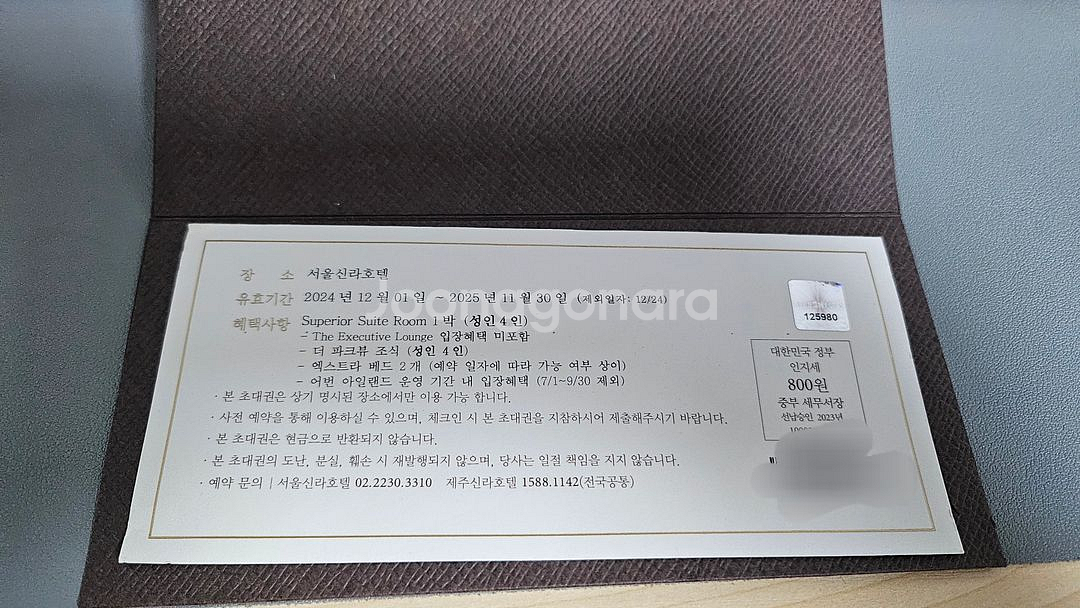 장 소 서울신라호텔
유효기간 2024 년 12 월 01 일 ~ 2025 년 11 월 30 일 (제외일자: 12/24)
혜택사항 Superior Suite Room 1 박 (성인 4 인)
- The Executive Lounge 입장혜택 미포함
- 더 파크뷰 조식 (성인 4 인)
- 엑스트라 베드 2 개 (예약 일자에 따라 가능 여부 상이)
- 어번 아일랜드 운영 기간 내 입장혜택 (7/1~9/30 제외)
· 본 초대권은 상기 명시된 장소에서만 이용 가능 합니다.
· 사전 예약을 통해 이용하실 수 있으며, 체크인 시 본 초대권을 지참하시어 제출해주시기 바랍니다.
· 본 초대권은 현금으로 반환되지 않습니다.
· 본 초대권의 도난, 분실, 훼손 시 재발행되지 않으며, 당사는 일절 책임을 지지 않습니다.
· 예약 문의 | 서울신라호텔 02.2230.3310 제주신라호텔 1588.1142(전국공통)
125980
대한민국 정부
인지세
800원
중부 세무서장
선납승인 2023년
Joonggonara